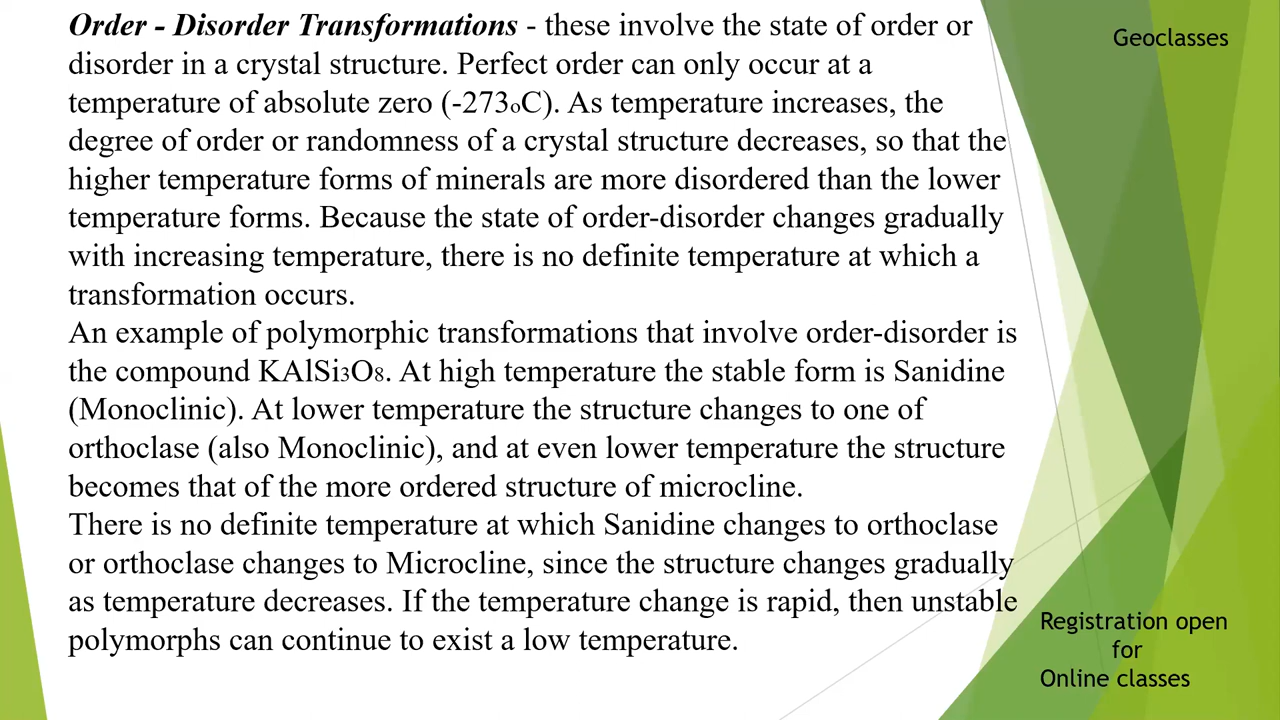 Order - Disorder Transformations - these involve the state of order or
disorder in a crystal structure. Perfect order can only occur at a
temperature of absolute zero (-273oC). As temperature increases, the
degree of order or randomness of a crystal structure decreases, so that the
higher temperature forms of minerals are more disordered than the lower
temperature forms. Because the state of order-disorder changes gradually
with increasing temperature, there is no definite temperature at which a
transformation occurs.
An example of polymorphic transformations that involve order-disorder is
the compound KAlSi3O8. At high temperature the stable form is Sanidine
(Monoclinic). At lower temperature the structure changes to one of
orthoclase (also Monoclinic), and at even lower temperature the structure
becomes that of the more ordered structure of microcline.
There is no definite temperature at which Sanidine changes to orthoclase
or orthoclase changes to Microcline, since the structure changes gradually
as temperature decreases. If the temperature change is rapid, then unstable
polymorphs can continue to exist a low temperature.
Geoclasses
Registration open
for
Online classes